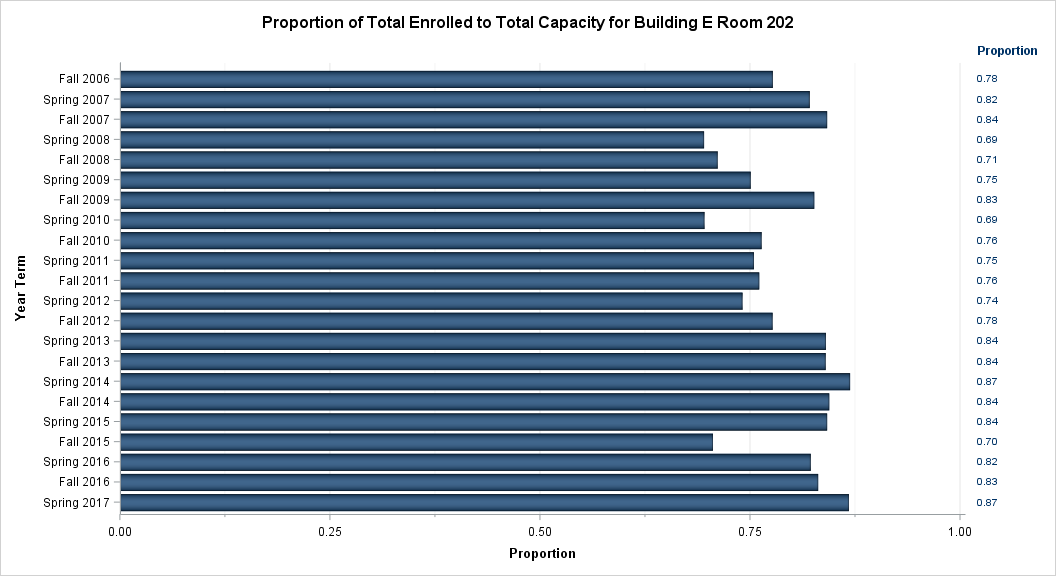 Proportion of Total Enrolled to Total Capacity for Building E Room 202
Proportion
Fall 2006 0.78
Spring 2007 0.82
Fall 2007 0.84
Spring 2008 0.69
Fall 2008 0.71
Spring 2009 0.75
Fall 2009 0.83
Spring 2010 0.69
Fall 2010 0.76
Spring 2011 0.75
Fall 2011 0.76
Spring 2012 0.74
Fall 2012 0.78
Spring 2013 0.84
Fall 2013 0.84
Spring 2014 0.87
Fall 2014 0.84
Spring 2015 0.84
Fall 2015 0.70
Spring 2016 0.82
Fall 2016 0.83
Spring 2017 0.87
Year Term
0.00 0.25 0.50 0.75 1.00
Proportion